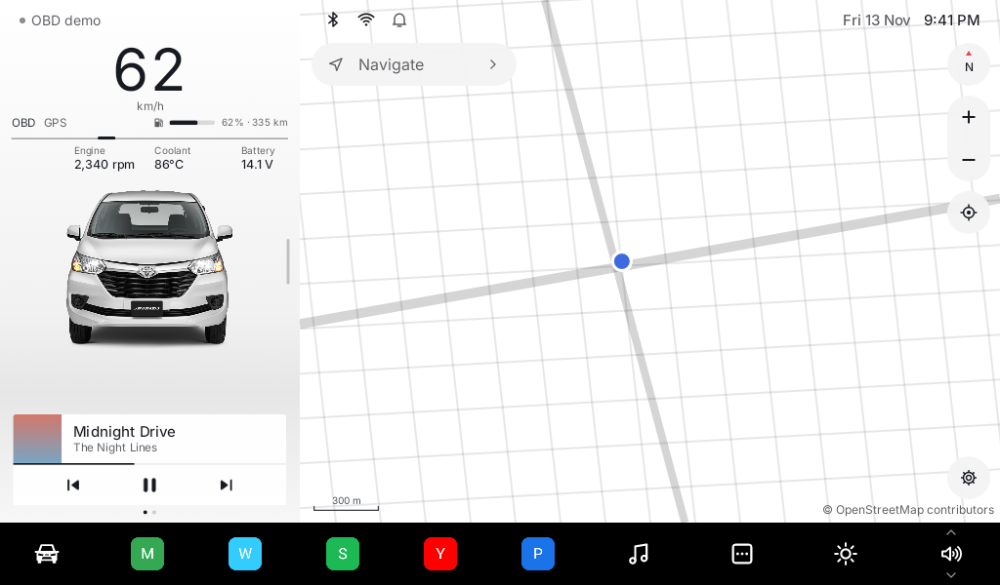 OBD demo
62
km/h
OBD GPS
62% · 335 km
Engine Coolant Battery
2,340 rpm 86°C 14.1 V
Midnight Drive
The Night Lines
Fri 13 Nov 9:41 PM
Navigate
N
300 m
© OpenStreetMap contributors
M W S Y P